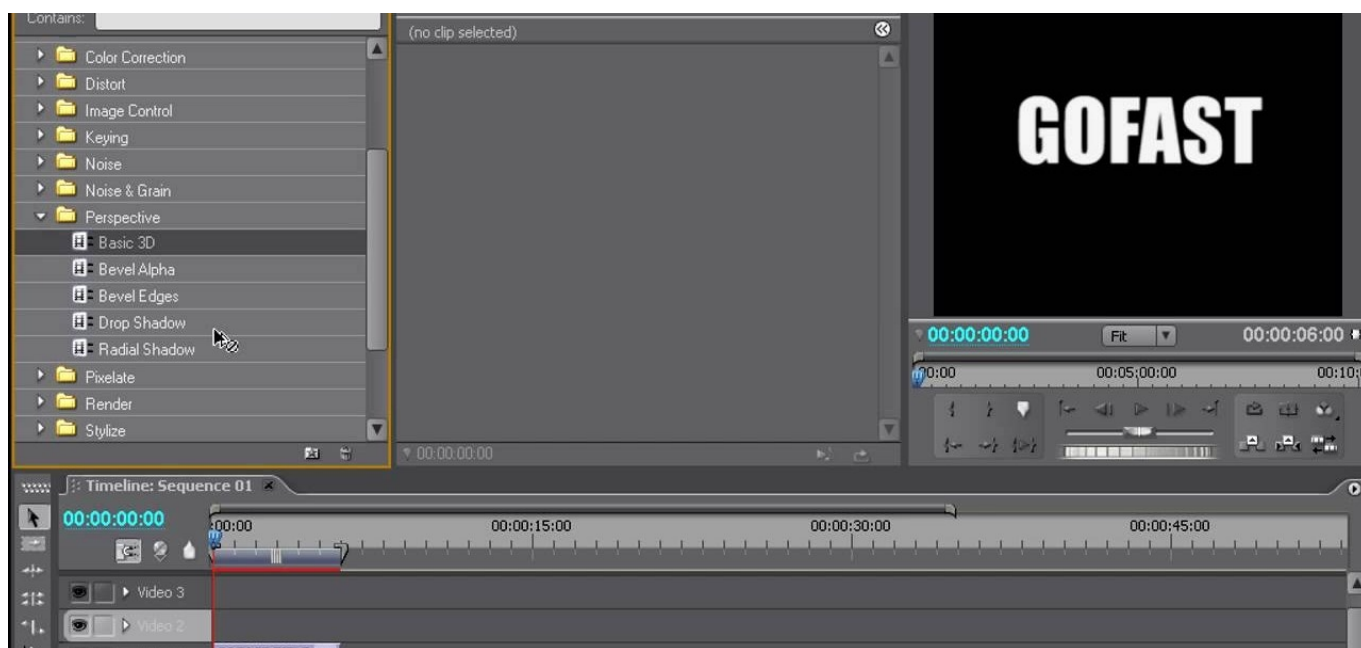 Contains:
Color Correction
Distort
Image Control
Keying
Noise
Noise & Grain
Perspective
Basic 3D
Bevel Alpha
Bevel Edges
Drop Shadow
Radial Shadow
Pixelate
Render
Stylize
(no clip selected)
00:00:00:00
GOFAST
00:00:00:00 Fit 00:00:06:00
00:00 00:05;00:00 00:10;
Timeline: Sequence 01
00:00:00:00
:00:00 00:00:15:00 00:00:30:00 00:00:45:00
Video 3
Video 2